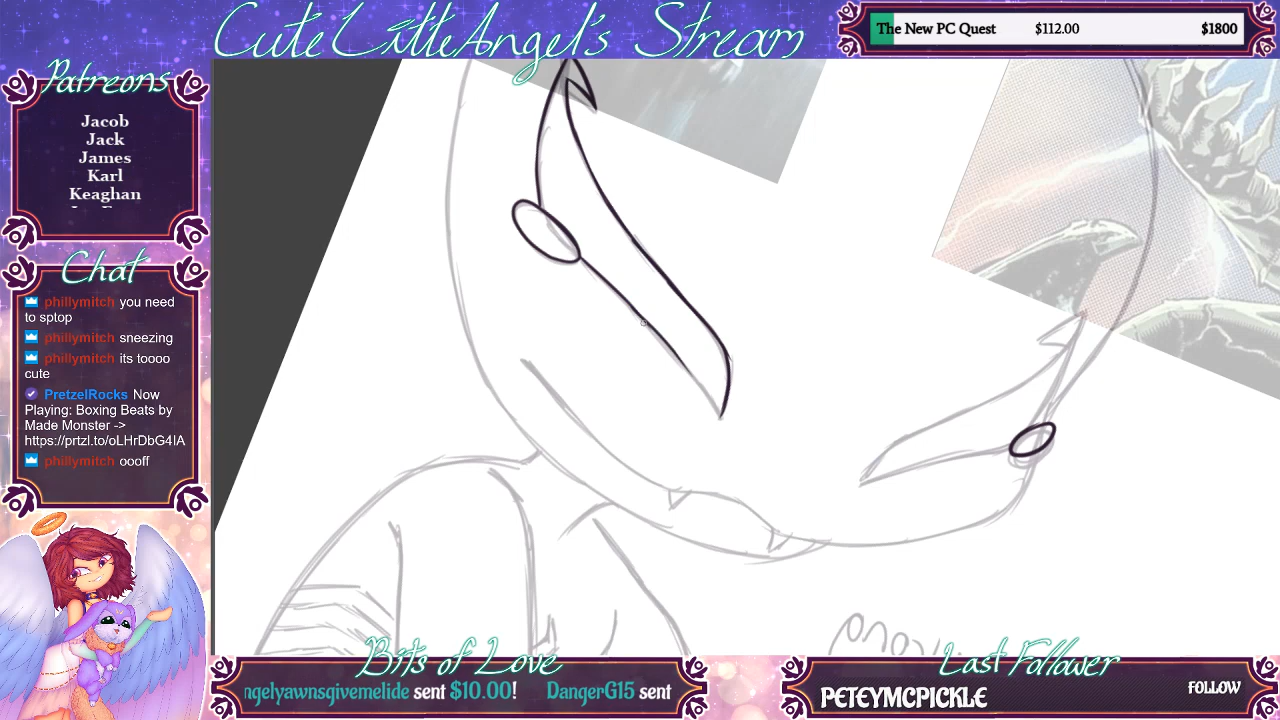 CuteLittleAngel's Stream
The New PC Quest $112.00 $1800
Patreons
Jacob
Jack
James
Karl
Keaghan
Chat
phillymitch you need
to sptop
phillymitch sneezing
phillymitch its toooo
cute
PretzelRocks Now
Playing: Boxing Beats by
Made Monster ->
https://prtzl.to/oLHrDbG4lA
phillymitch oooff
Bits of Love
ngelyawnsgivemelide sent $10.00! DangerG15 sent
Last Follower
PETEYMCPICKLE
FOLLOW